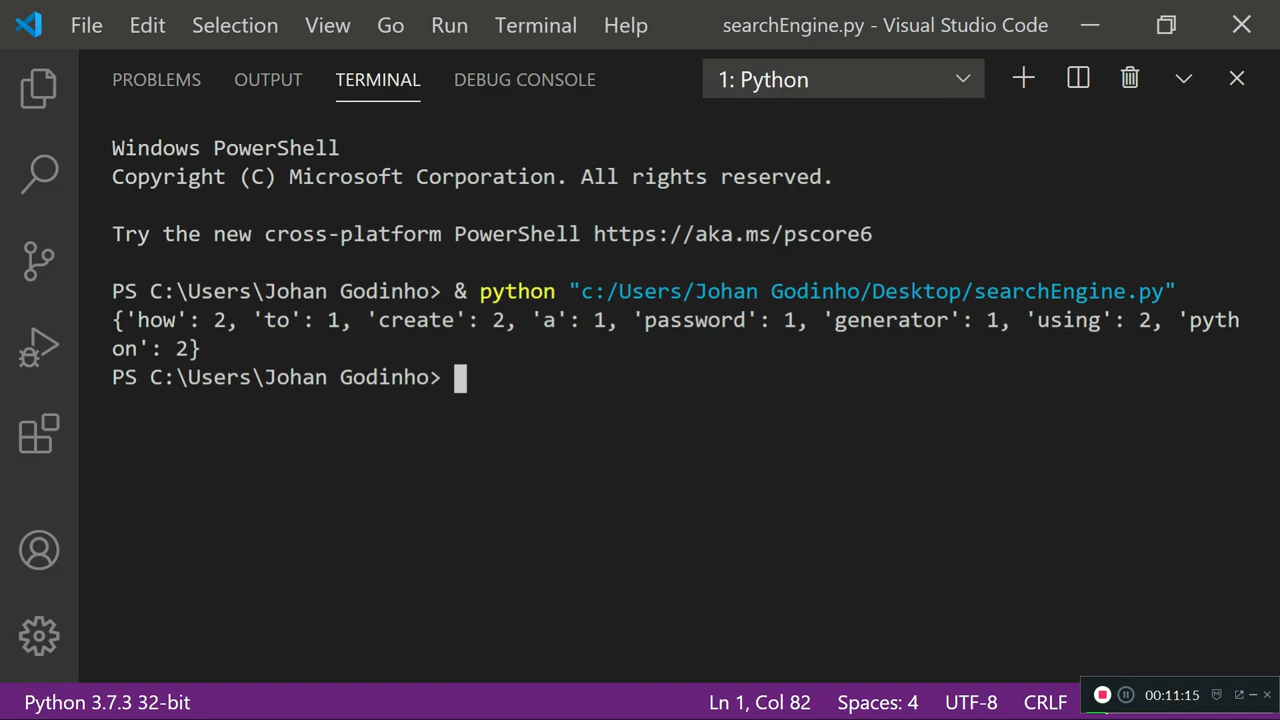 File Edit Selection View Go Run Terminal Help searchEngine.py - Visual Studio Code
PROBLEMS OUTPUT TERMINAL DEBUG CONSOLE 1: Python
Windows PowerShell
Copyright (C) Microsoft Corporation. All rights reserved.
Try the new cross-platform PowerShell https://aka.ms/pscore6
PS C:\Users\Johan Godinho> & python "c:/Users/Johan Godinho/Desktop/searchEngine.py"
{'how': 2, 'to': 1, 'create': 2, 'a': 1, 'password': 1, 'generator': 1, 'using': 2, 'pyth
on': 2}
PS C:\Users\Johan Godinho>
Python 3.7.3 32-bit Ln 1, Col 82 Spaces: 4 UTF-8 CRLF 00:11:15